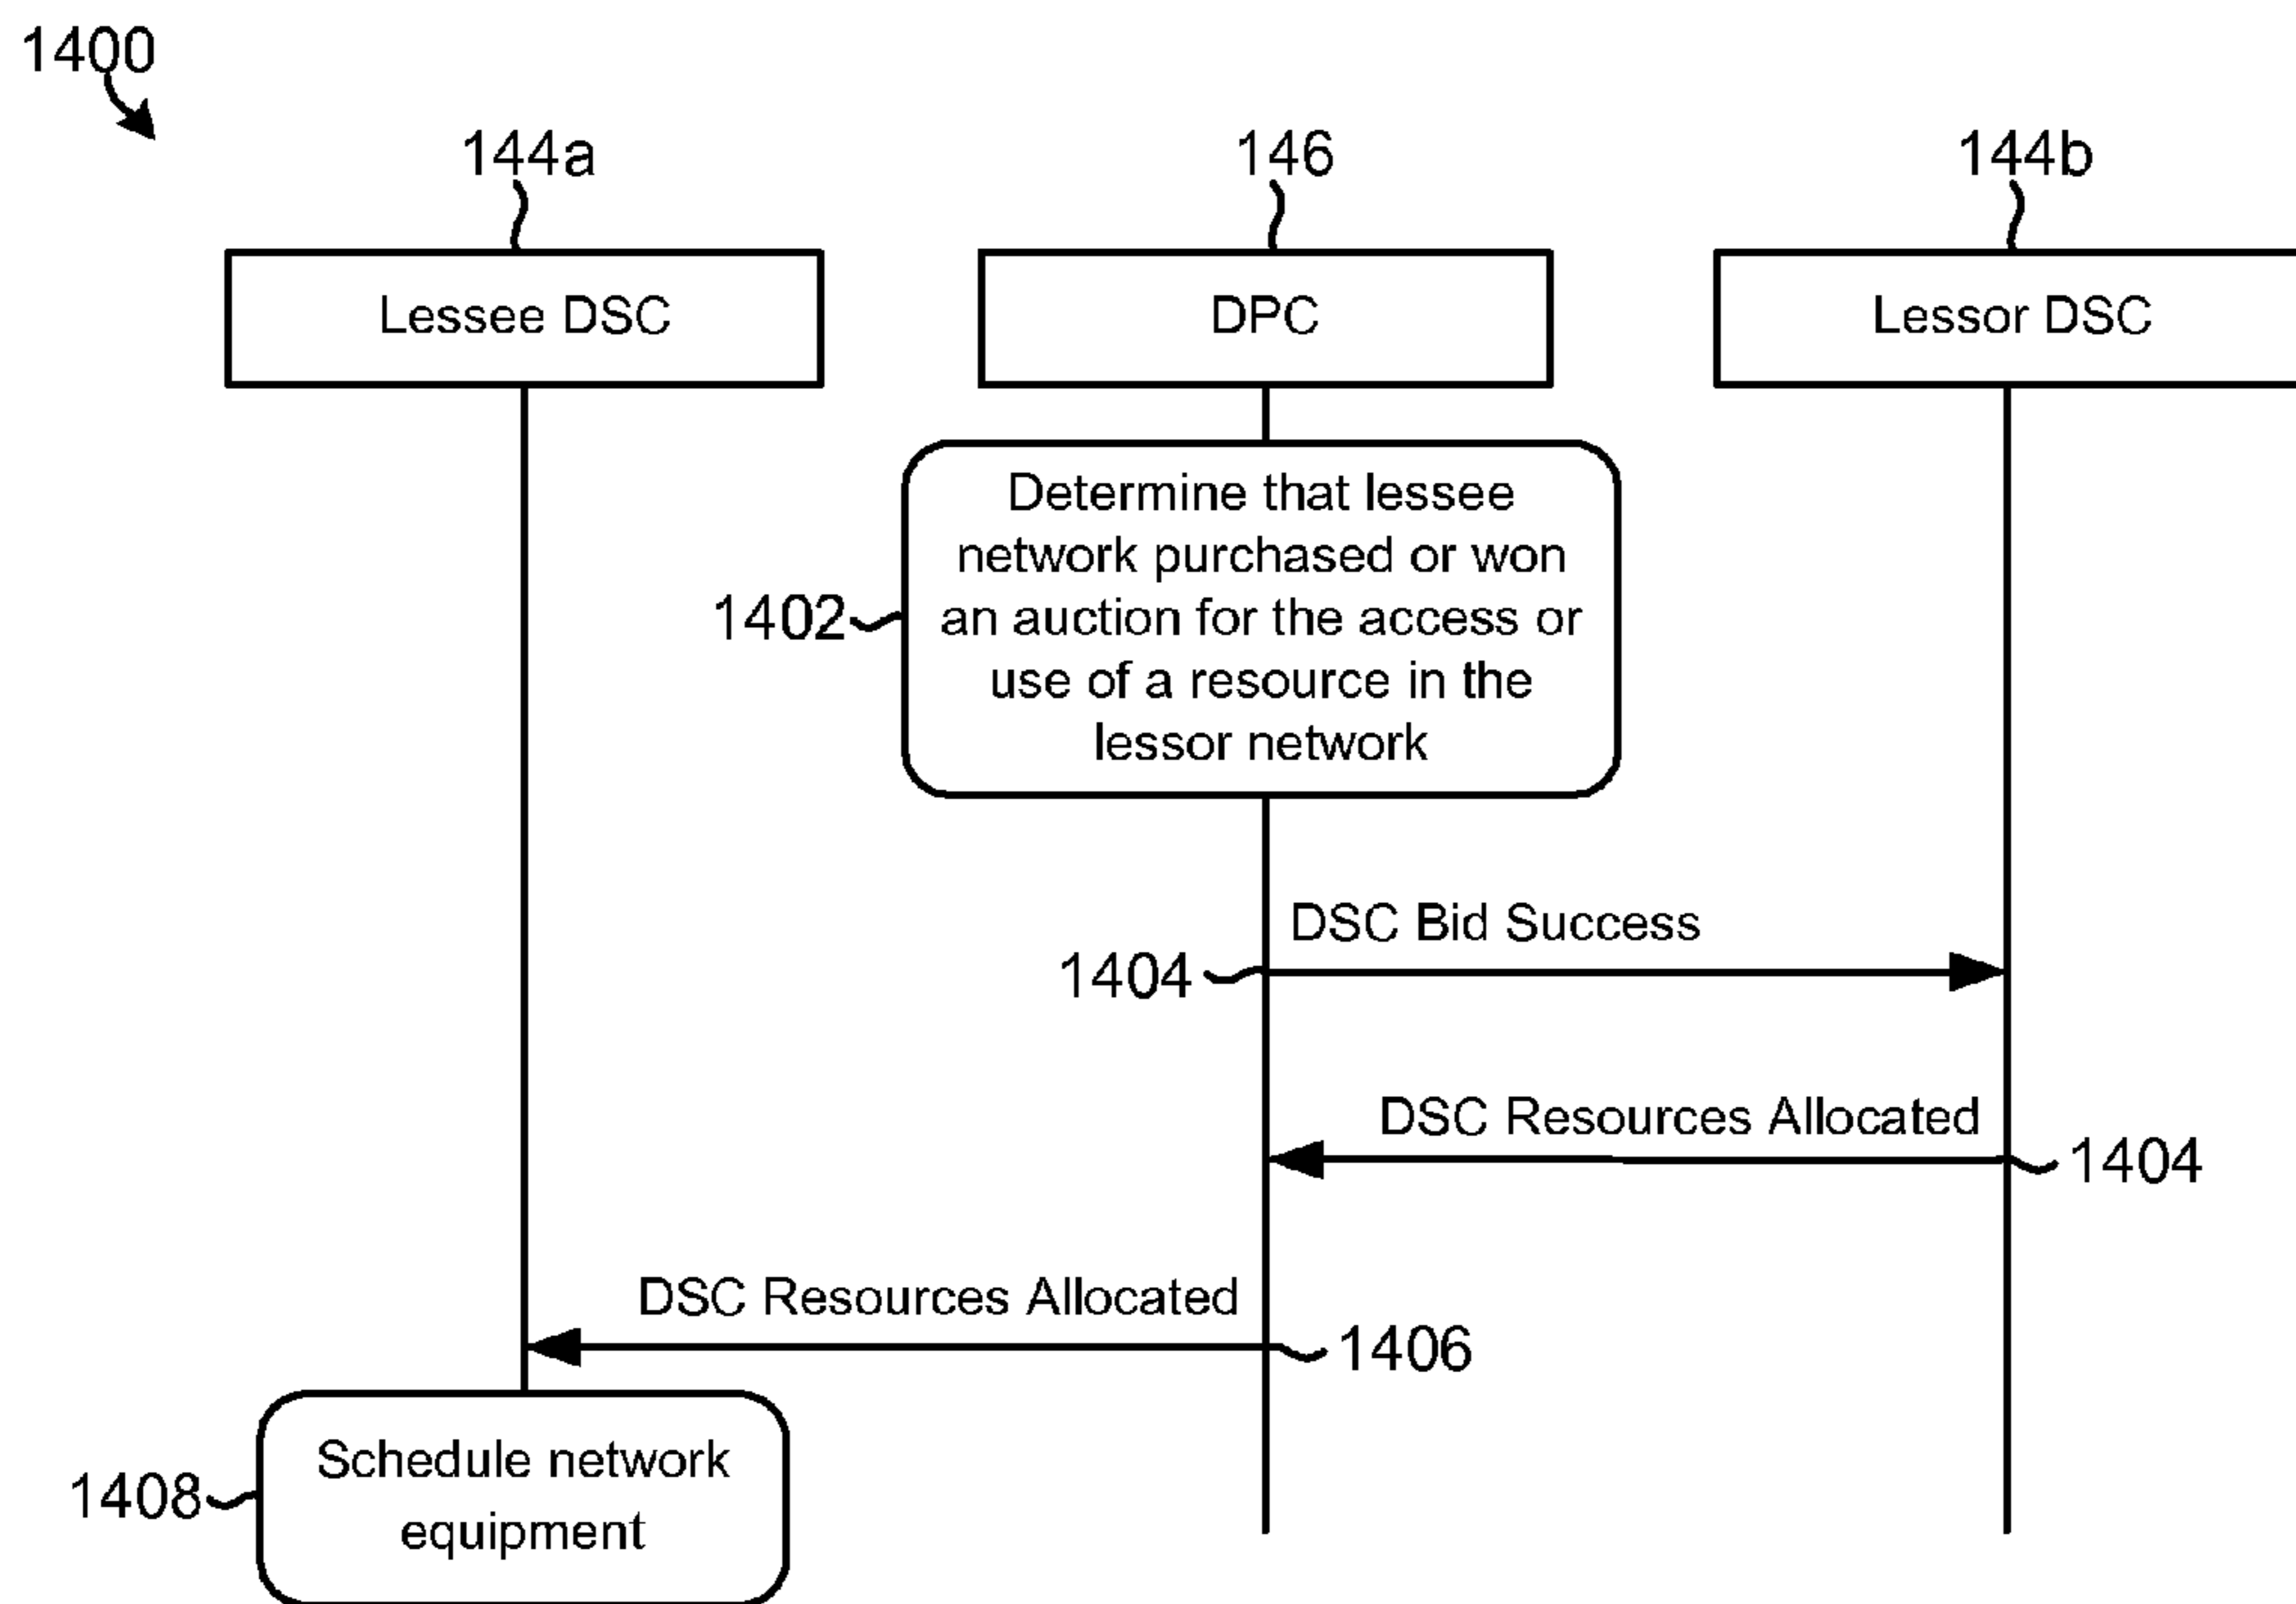 1400
144a
146
144b
Lessee DSC
DPC
Lessor DSC
Determine that lessee
network purchased or won
an auction for the access or
use of a resource in the
lessor network
1402
DSC Bid Success
1404
DSC Resources Allocated
1404
DSC Resources Allocated
1406
Schedule network
equipment
1408